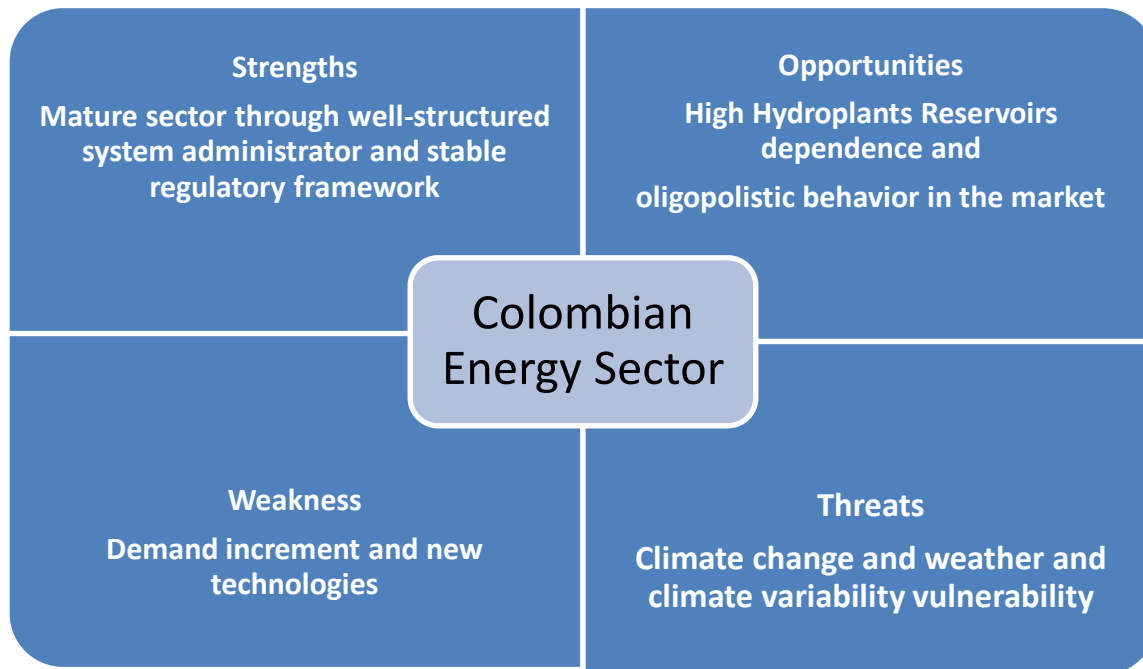 Strengths
Mature sector through well-structured
system administrator and stable
regulatory framework
Opportunities
High Hydroplants Reservoirs
dependence and
oligopolistic behavior in the market
Colombian
Energy Sector
Weakness
Demand increment and new
technologies
Threats
Climate change and weather and
climate variability vulnerability